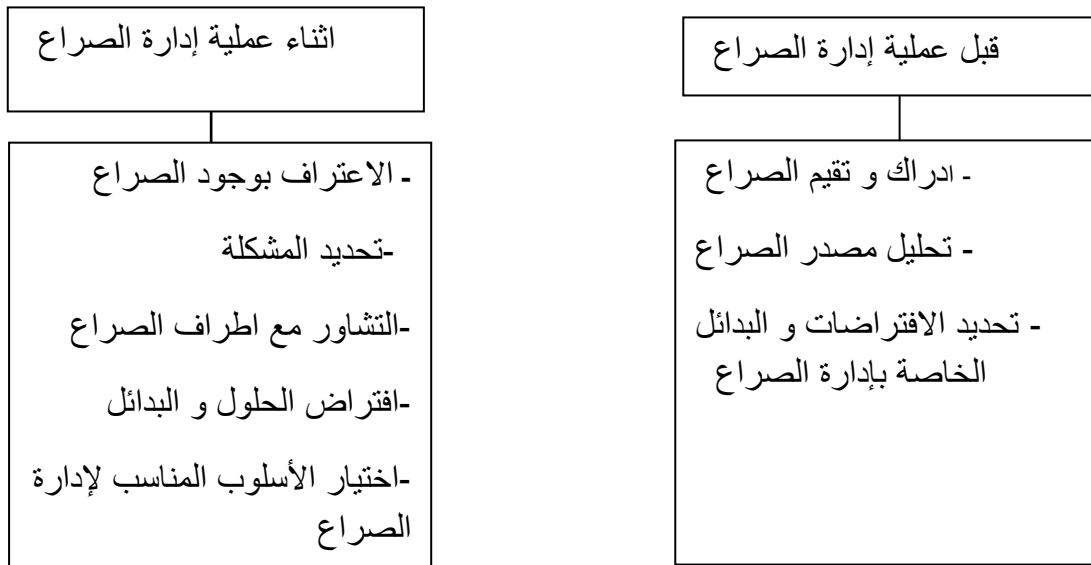 قبل عملية إدارة الصراع
- ادراك و تقيم الصراع
- تحليل مصدر الصراع
- تحديد الافتراضات و البدائل
الخاصة بإدارة الصراع
اثناء عملية إدارة الصراع
- الاعتراف بوجود الصراع
-تحديد المشكلة
-التشاور مع اطراف الصراع
-افتراض الحلول و البدائل
-اختيار الأسلوب المناسب لإدارة
الصراع